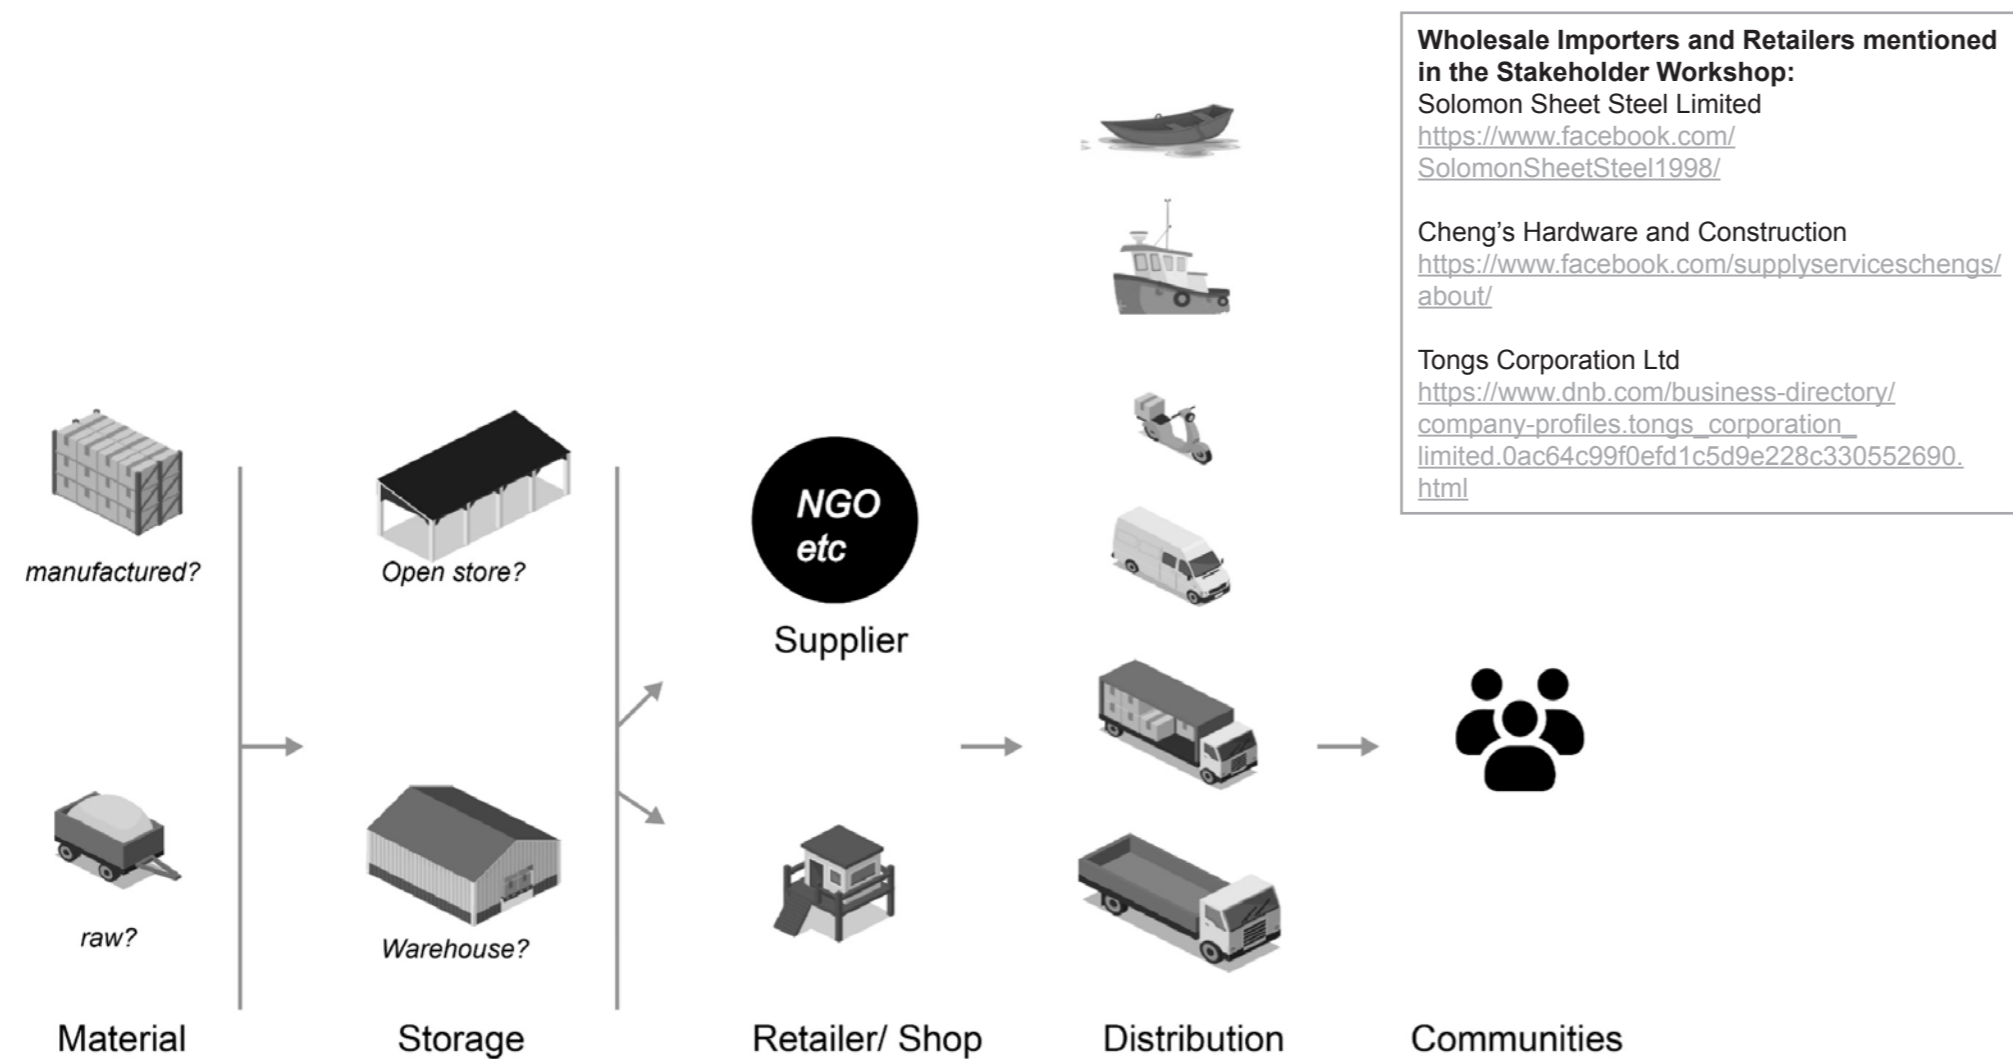 Wholesale Importers and Retailers mentioned
in the Stakeholder Workshop:
Solomon Sheet Steel Limited
https://www.facebook.com/
SolomonSheetSteel1998/
Cheng’s Hardware and Construction
https://www.facebook.com/supplyserviceschengs/
about/
Tongs Corporation Ltd
https://www.dnb.com/business-directory/
company-profiles.tongs_corporation_
limited.0ac64c99f0efd1c5d9e228c330552690.
html
manufactured?
Open store?
NGO
etc
Supplier
raw?
Warehouse?
Material
Storage
Retailer/ Shop
Distribution
Communities